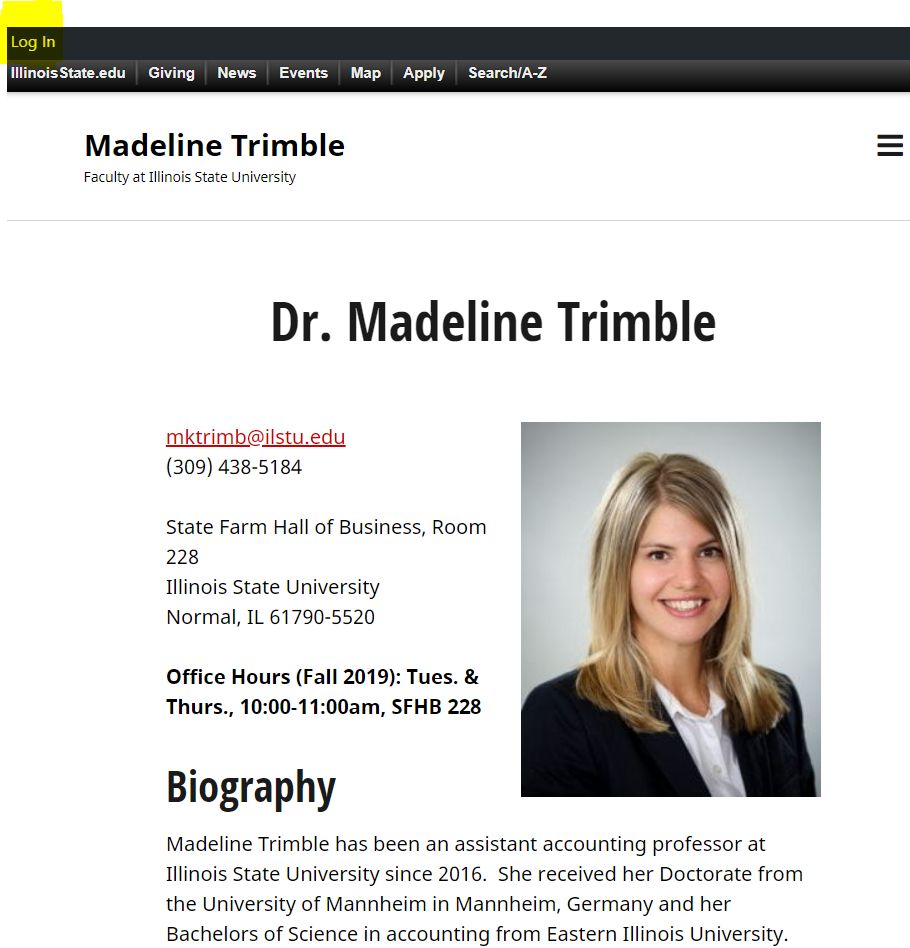 Log In
IllinoisState.edu Giving News Events Map Apply Search/A-Z
Madeline Trimble
Faculty at Illinois State University
Dr. Madeline Trimble
mktrimb@ilstu.edu
(309) 438-5184
State Farm Hall of Business, Room
228
Illinois State University
Normal, IL 61790-5520
Office Hours (Fall 2019): Tues. &
Thurs., 10:00-11:00am, SFHB 228
Biography
Madeline Trimble has been an assistant accounting professor at
Illinois State University since 2016.  She received her Doctorate from
the University of Mannheim in Mannheim, Germany and her
Bachelors of Science in accounting from Eastern Illinois University.